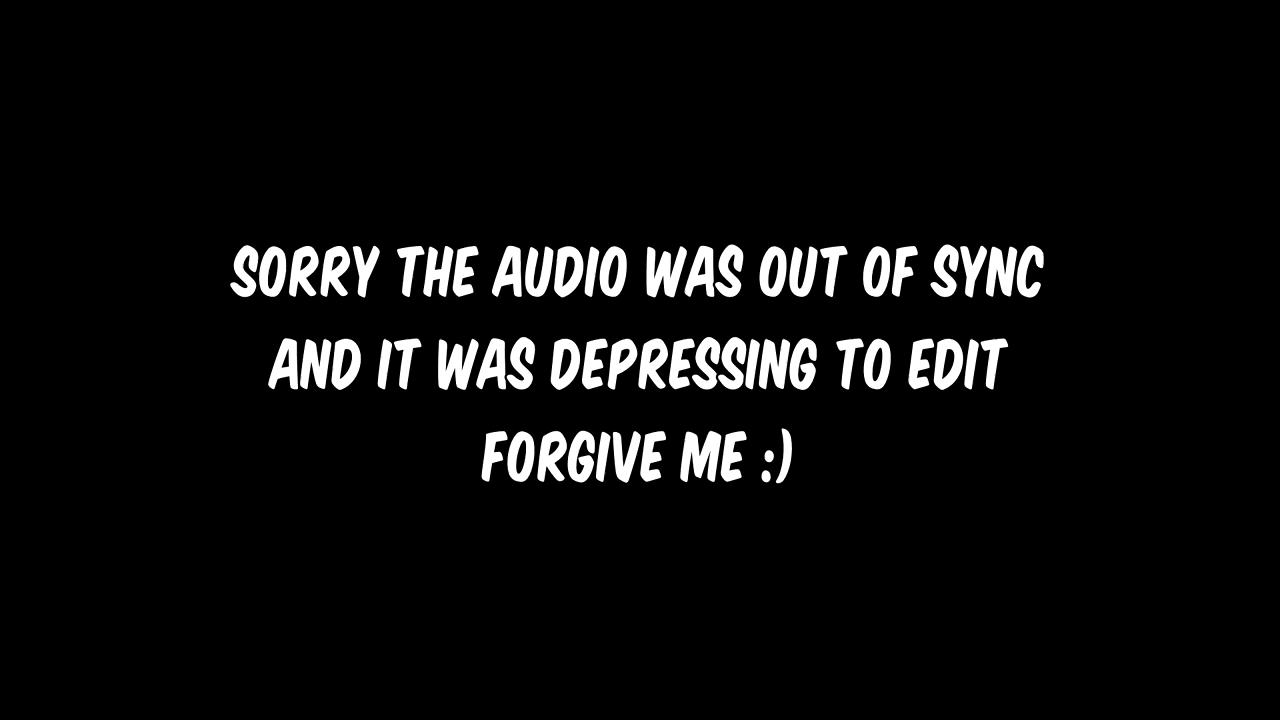 SORRY THE AUDIO WAS OUT OF SYNC
AND IT WAS DEPRESSING TO EDIT
FORGIVE ME :)